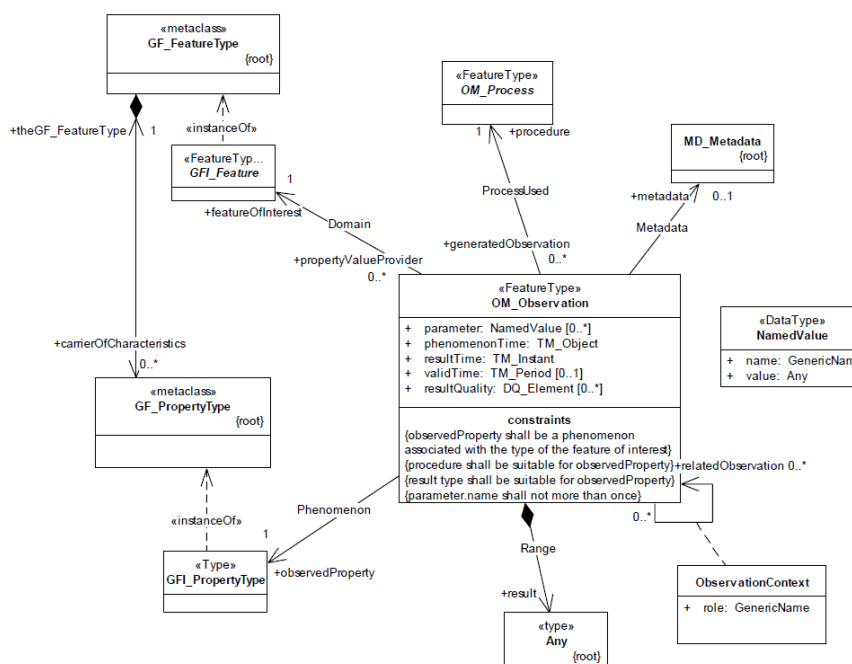 «metaclass»
GF_FeatureType
{root}
+theGF_FeatureType
1
«instanceOf»
«FeatureTyp...
GFI_Feature
1
+featureOfInterest
Domain
+propertyValueProvider
0..*
«FeatureType»
OM_Process
1
+procedure
ProcessUsed
+generatedObservation
0..*
MD_Metadata
{root}
+metadata
0..1
Metadata
«FeatureType»
OM_Observation
+ parameter: NamedValue [0..*]
+ phenomenonTime: TM_Object
+ resultTime: TM_Instant
+ validTime: TM_Period [0..1]
+ resultQuality: DQ_Element [0..*]
constraints
{observedProperty shall be a phenomenon
associated with the type of the feature of interest}
{procedure shall be suitable for observedProperty}
{result type shall be suitable for observedProperty}
{parameter.name shall not more than once}
«DataType»
NamedValue
+ name: GenericName
+ value: Any
+carrierOfCharacteristics
0..*
«metaclass»
GF_PropertyType
{root}
«instanceOf»
«Type»
GFI_PropertyType
Phenomenon
1
+observedProperty
+relatedObservation 0..*
0..*
ObservationContext
+ role: GenericName
Range
+result
«type»
Any
{root}